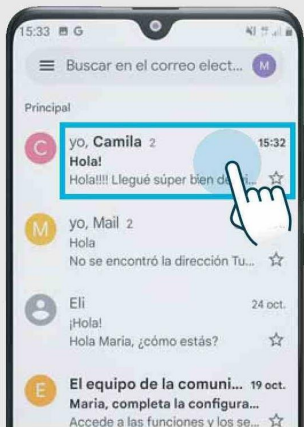 15:33 G
Buscar en el correo elect... M
Principal
C yo, Camila 2 15:32
Hola!
Hola!!!! Llegué súper bien de
M yo, Mail 2
Hola
No se encontró la dirección Tu...
Eli 24 oct.
¡Hola!
Hola Maria, ¿cómo estás?
E El equipo de la comuni... 19 oct.
Maria, completa la configura...
Accede a las funciones y los se...